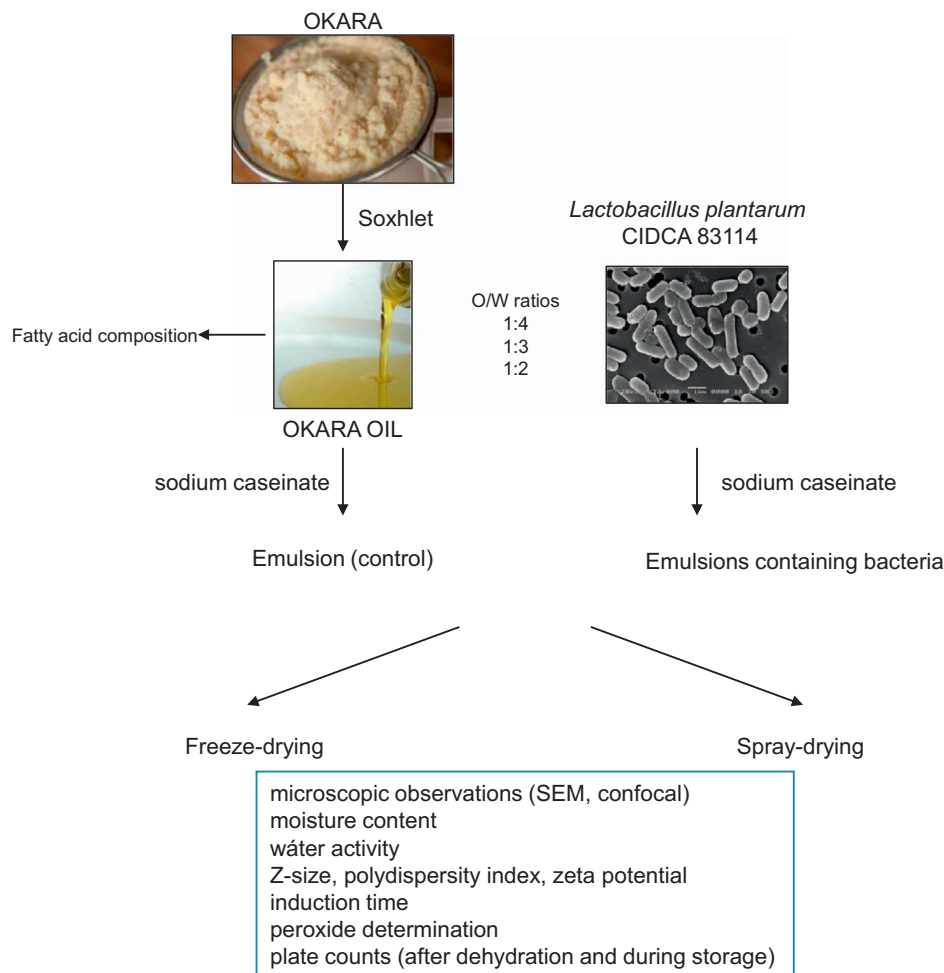 OKARA
Soxhlet
Lactobacillus plantarum
CIDCA 83114
O/W ratios
1:4
1:3
1:2
Fatty acid composition
OKARA OIL
sodium caseinate
sodium caseinate
Emulsion (control)
Emulsions containing bacteria
Freeze-drying
Spray-drying
microscopic observations (SEM, confocal)
moisture content
wáter activity
Z-size, polydispersity index, zeta potential
induction time
peroxide determination
plate counts (after dehydration and during storage)